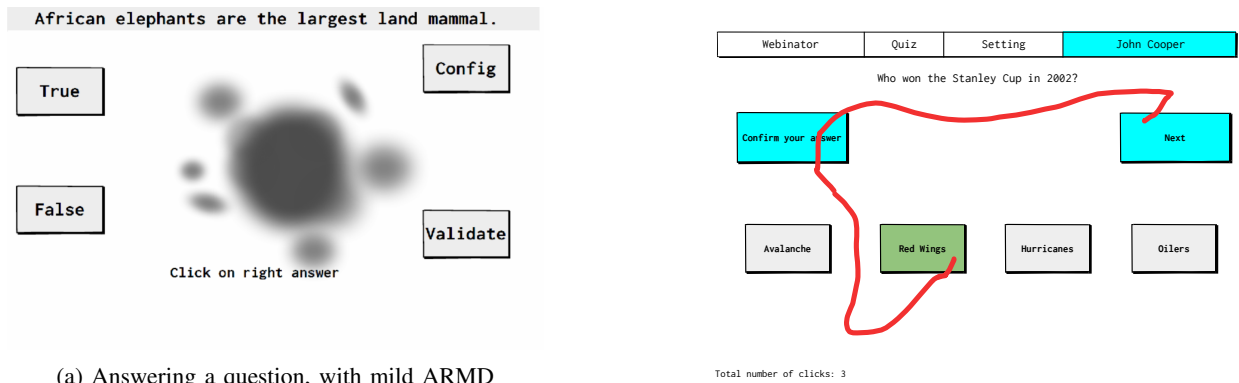 African elephants are the largest land mammal.
True
Config
False
Validate
Click on right answer
(a) Answering a question, with mild ARMD
Webinator Quiz Setting John Cooper
Who won the Stanley Cup in 2002?
Confirm your answer
Next
Avalanche
Red Wings
Hurricanes
Oilers
Total number of clicks: 3